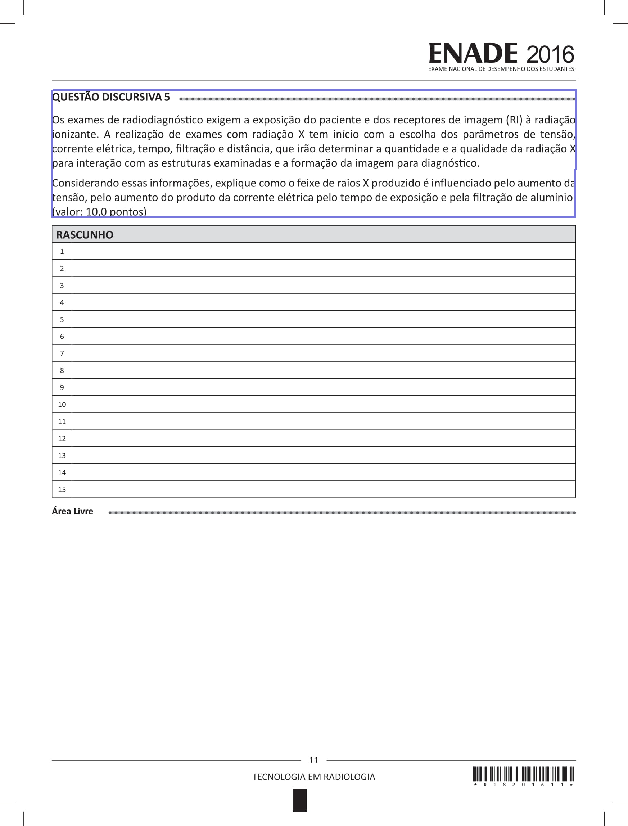 ENADE 2016
EXAME NACIONAL DE DESEMPENHO DOS ESTUDANTES
QUESTÃO DISCURSIVA 5
Os exames de radiodiagnóstico exigem a exposição do paciente e dos receptores de imagem (RI) à radiação
ionizante. A realização de exames com radiação X tem início com a escolha dos parâmetros de tensão,
corrente elétrica, tempo, filtração e distância, que irão determinar a quantidade e a qualidade da radiação X
para interação com as estruturas examinadas e a formação da imagem para diagnóstico.
Considerando essas informações, explique como o feixe de raios X produzido é influenciado pelo aumento da
tensão, pelo aumento do produto da corrente elétrica pelo tempo de exposição e pela filtração de alumínio
(valor: 10,0 pontos)
RASCUNHO
1
2
3
4
5
6
7
8
9
10
11
12
13
14
15
Área Livre
11
TECNOLOGIA EM RADIOLOGIA